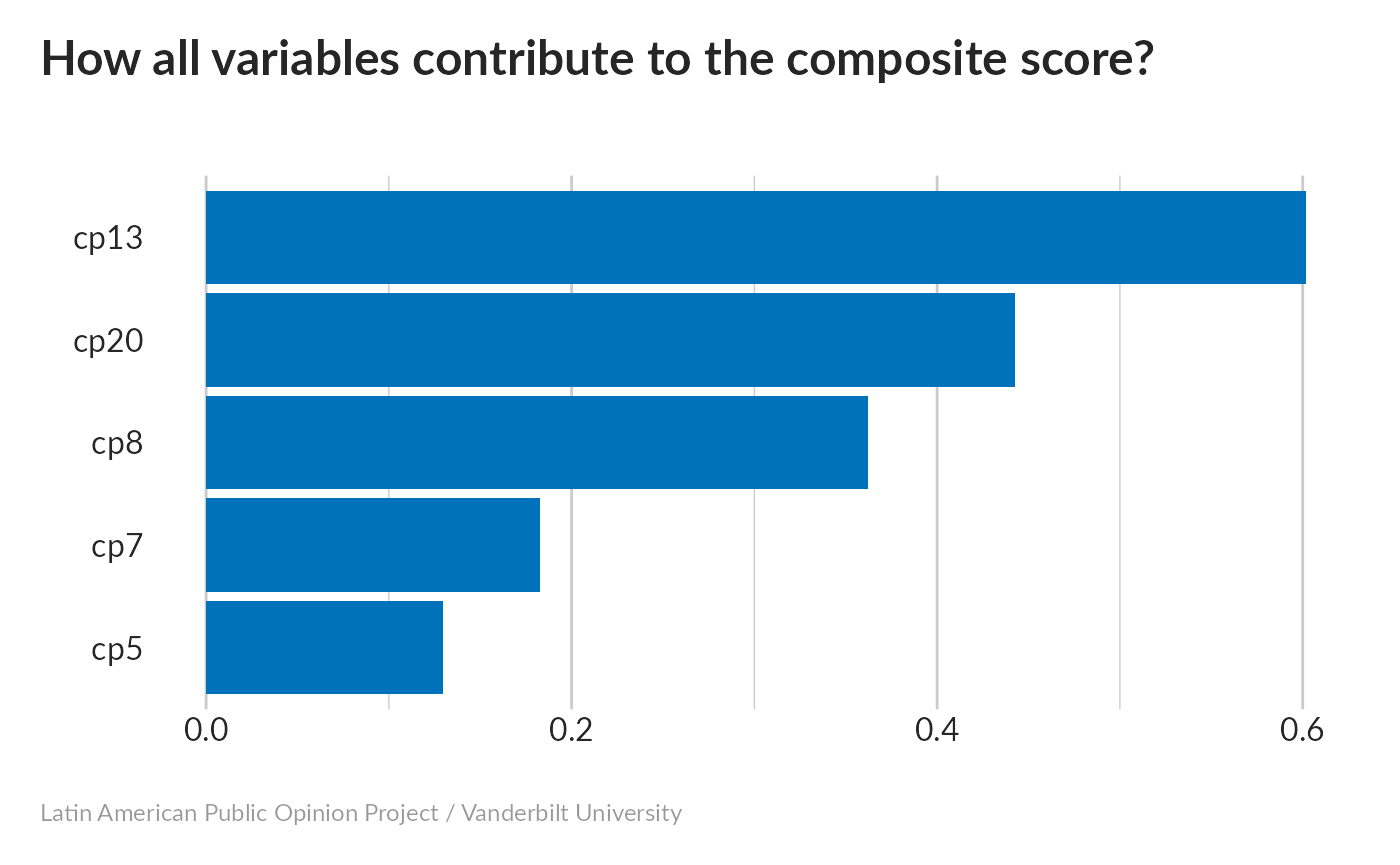 How all variables contribute to the composite score?
cp13
cp20
cp8
cp7
cp5
0.0 0.2 0.4 0.6
Latin American Public Opinion Project / Vanderbilt University